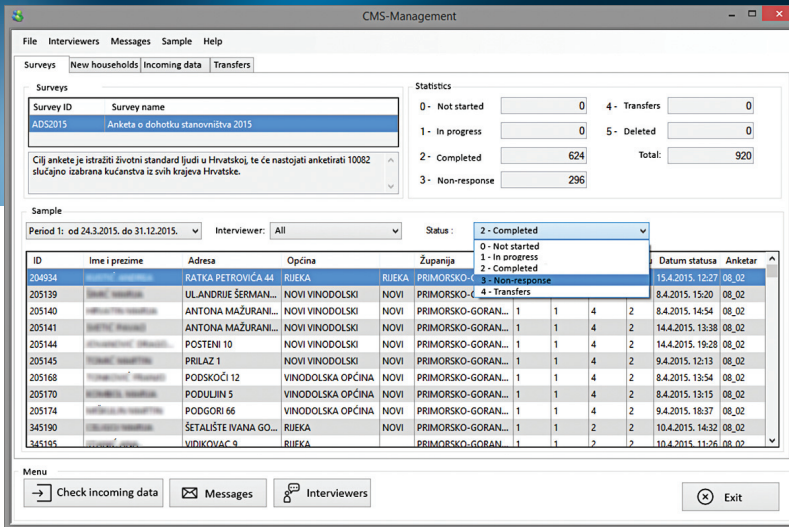 CMS-Management
File Interviewers Messages Sample Help
Surveys New households Incoming data Transfers
Surveys
Survey ID Survey name
ADS2015 Anketa o dohotku stanovništva 2015
Cilj ankete je istražiti životni standard ljudi u Hrvatskoj, te će nastojati anketirati 10082
slučajno izabrana kućanstva iz svih krajeva Hrvatske.
Statistics
0 - Not started 0 4 - Transfers 0
1 - In progress 0 5 - Deleted 0
2 - Completed 624 Total: 920
3 - Non-response 296
Sample
Period 1: od 24.3.2015. do 31.12.2015. Interviewer: All Status : 2 - Completed
0 - Not started
1 - In progress
2 - Completed
3 - Non-response
4 - Transfers
ID Ime i prezime Adresa Općina Županija Datum statusa Anketar
204934 RATKA PETROVIĆA 44 RIJEKA RIJEKA PRIMORSKO-G 15.4.2015. 12:27 08_02
205139 UL.ANDRIJE ŠERMAN... NOVI VINODOLSKI NOVI PRIMORSKO-G 2 8.4.2015. 15:20 08_02
205140 ANTONA MAŽURANI... NOVI VINODOLSKI NOVI PRIMORSKO-GORAN... 1 1 4 2 8.4.2015. 14:54 08_02
205141 ANTONA MAŽURANI... NOVI VINODOLSKI NOVI PRIMORSKO-GORAN... 1 1 4 2 14.4.2015. 13:38 08_02
205144 POSTENI 10 NOVI VINODOLSKI NOVI PRIMORSKO-GORAN... 1 1 4 2 14.4.2015. 19:28 08_02
205145 PRILAZ 1 NOVI VINODOLSKI NOVI PRIMORSKO-GORAN... 1 1 4 2 9.4.2015. 12:13 08_02
205168 PODSKOČI 12 VINODOLSKA OPĆINA NOVI PRIMORSKO-GORAN... 1 1 4 2 8.4.2015. 13:54 08_02
205170 PODULJIN 5 VINODOLSKA OPĆINA NOVI PRIMORSKO-GORAN... 1 1 4 2 8.4.2015. 13:15 08_02
205174 PODGORI 66 VINODOLSKA OPĆINA NOVI PRIMORSKO-GORAN... 1 1 4 2 9.4.2015. 18:37 08_02
345190 ŠETALIŠTE IVANA GO... RIJEKA NOVI PRIMORSKO-GORAN... 1 1 2 2 10.4.2015. 14:32 08_02
345195 VIDIKOVAC 9 RIJEKA PRIMORSKO-GORAN... 1 1 2 2 10.4.2015. 11:26 08_02
Menu
Check incoming data Messages Interviewers Exit